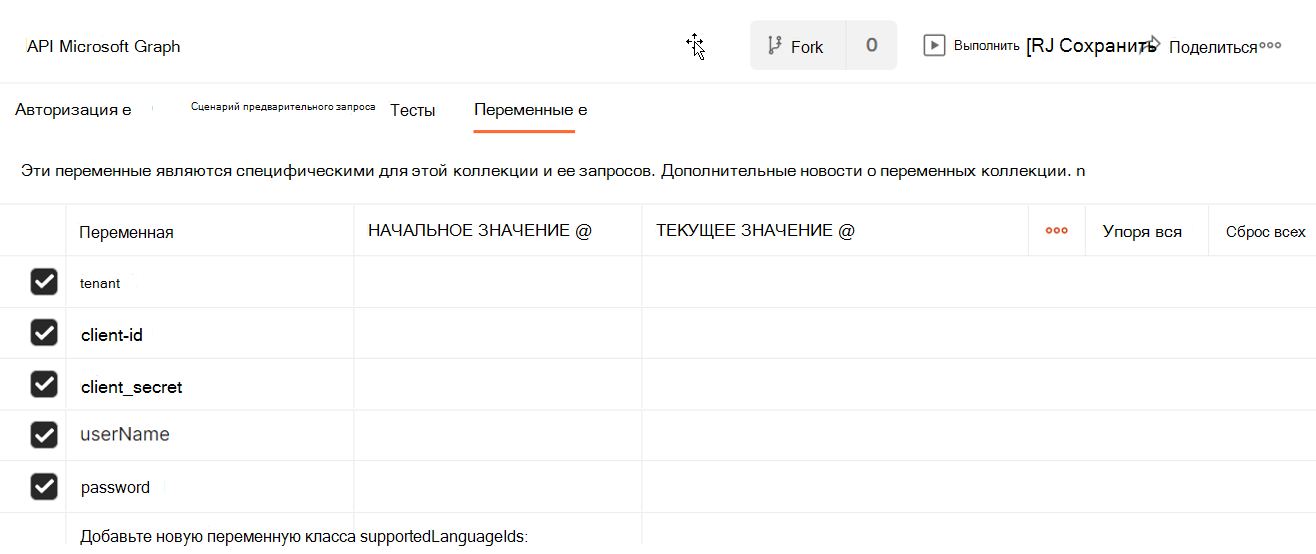 API Microsoft Graph
Fork 0 Выполнить [RJ Сохранить Поделиться
Авторизация е Сценарий предварительного запроса Тесты Переменные е
Эти переменные являются специфическими для этой коллекции и ее запросов. Дополнительные новости о переменных коллекции. n
Переменная НАЧАЛЬНОЕ ЗНАЧЕНИЕ @ ТЕКУЩЕЕ ЗНАЧЕНИЕ @ Упоря вся Сброс всех
tenant
client-id
client_secret
userName
password
Добавьте новую переменную класса supportedLanguageIds: